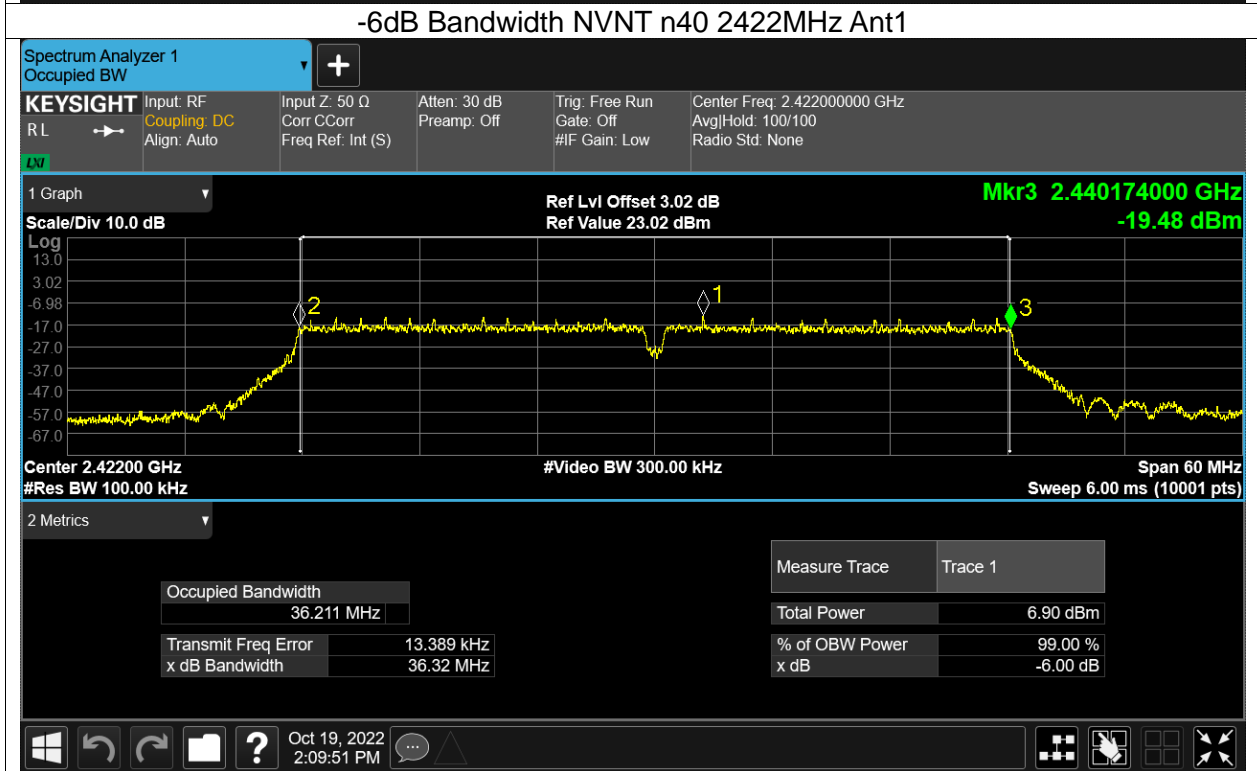 -6dB Bandwidth NVNT n40 2422MHz Ant1
Spectrum Analyzer 1
Occupied BW
KEYSIGHT
R L
LXI
Input: RF
Coupling: DC
Align: Auto
Input Z: 50 Ω
Corr CCorr
Freq Ref: Int (S)
Atten: 30 dB
Preamp: Off
Trig: Free Run
Gate: Off
#IF Gain: Low
Center Freq: 2.422000000 GHz
Avg|Hold: 100/100
Radio Std: None
1 Graph
Scale/Div 10.0 dB
Ref Lvl Offset 3.02 dB
Ref Value 23.02 dBm
Mkr3 2.440174000 GHz
-19.48 dBm
Log
13.0
3.02
-6.98
-17.0
-27.0
-37.0
-47.0
-57.0
-67.0
2
1
3
Center 2.42200 GHz
#Res BW 100.00 kHz
#Video BW 300.00 kHz
Span 60 MHz
Sweep 6.00 ms (10001 pts)
2 Metrics
Occupied Bandwidth
36.211 MHz
Transmit Freq Error 13.389 kHz
x dB Bandwidth 36.32 MHz
Measure Trace Trace 1
Total Power 6.90 dBm
% of OBW Power 99.00 %
x dB -6.00 dB
?
Oct 19, 2022
2:09:51 PM